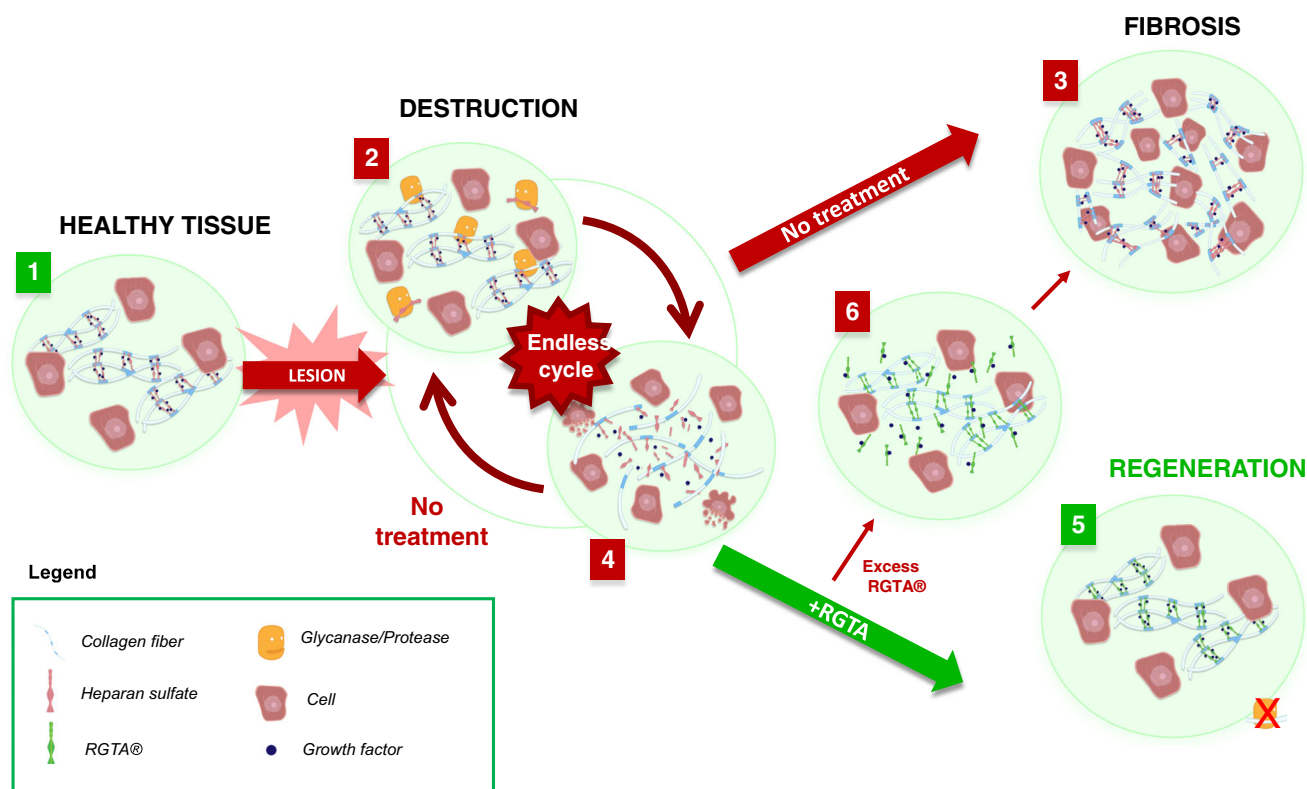 FIBROSIS
3
DESTRUCTION
2
No treatment
HEALTHY TISSUE
1
LESION
Endless
cycle
6
No
treatment
4
Excess
RGTA®
+RGTA
REGENERATION
5
X
Legend
Collagen fiber
Glycanase/Protease
Heparan sulfate
Cell
RGTA®
Growth factor